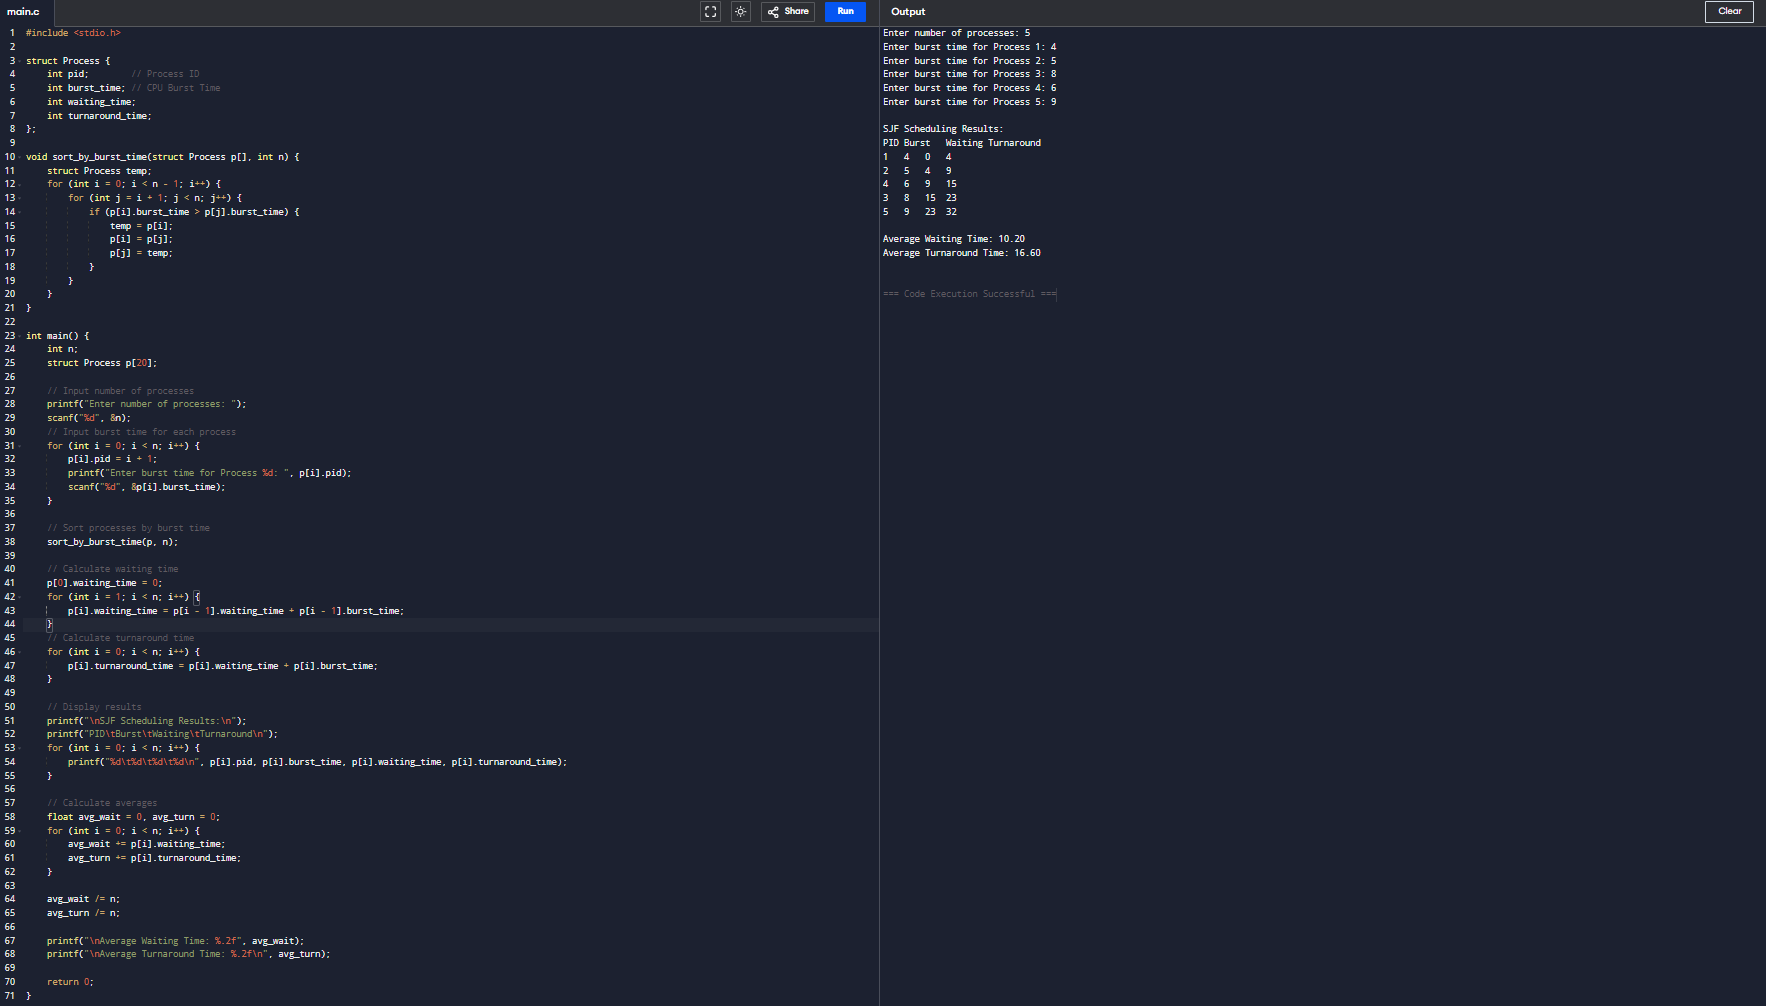 main.c
Share
Run
Output
Clear
1 #include <stdio.h>
2
3 struct Process {
4     int pid;        // Process ID
5     int burst_time; // CPU Burst Time
6     int waiting_time;
7     int turnaround_time;
8 };
9
10 void sort_by_burst_time(struct Process p[], int n) {
11     struct Process temp;
12     for (int i = 0; i < n - 1; i++) {
13         for (int j = i + 1; j < n; j++) {
14             if (p[i].burst_time > p[j].burst_time) {
15                 temp = p[i];
16                 p[i] = p[j];
17                 p[j] = temp;
18             }
19         }
20     }
21 }
22
23 int main() {
24     int n;
25     struct Process p[20];
26
27     // Input number of processes
28     printf("Enter number of processes: ");
29     scanf("%d", &n);
30     // Input burst time for each process
31     for (int i = 0; i < n; i++) {
32         p[i].pid = i + 1;
33         printf("Enter burst time for Process %d: ", p[i].pid);
34         scanf("%d", &p[i].burst_time);
35     }
36
37     // Sort processes by burst time
38     sort_by_burst_time(p, n);
39
40     // Calculate waiting time
41     p[0].waiting_time = 0;
42     for (int i = 1; i < n; i++) {
43         p[i].waiting_time = p[i - 1].waiting_time + p[i - 1].burst_time;
44     }
45     // Calculate turnaround time
46     for (int i = 0; i < n; i++) {
47         p[i].turnaround_time = p[i].waiting_time + p[i].burst_time;
48     }
49
50     // Display results
51     printf("\nSJF Scheduling Results:\n");
52     printf("PID\tBurst\tWaiting\tTurnaround\n");
53     for (int i = 0; i < n; i++) {
54         printf("%d\t%d\t%d\t%d\n", p[i].pid, p[i].burst_time, p[i].waiting_time, p[i].turnaround_time);
55     }
56
57     // Calculate averages
58     float avg_wait = 0, avg_turn = 0;
59     for (int i = 0; i < n; i++) {
60         avg_wait += p[i].waiting_time;
61         avg_turn += p[i].turnaround_time;
62     }
63
64     avg_wait /= n;
65     avg_turn /= n;
66
67     printf("\nAverage Waiting Time: %.2f", avg_wait);
68     printf("\nAverage Turnaround Time: %.2f\n", avg_turn);
69
70     return 0;
71 }
Enter number of processes: 5
Enter burst time for Process 1: 4
Enter burst time for Process 2: 5
Enter burst time for Process 3: 8
Enter burst time for Process 4: 6
Enter burst time for Process 5: 9
SJF Scheduling Results:
PID Burst   Waiting Turnaround
1   4   0   4
2   5   4   9
4   6   9   15
3   8   15  23
5   9   23  32
Average Waiting Time: 10.20
Average Turnaround Time: 16.60
=== Code Execution Successful ===